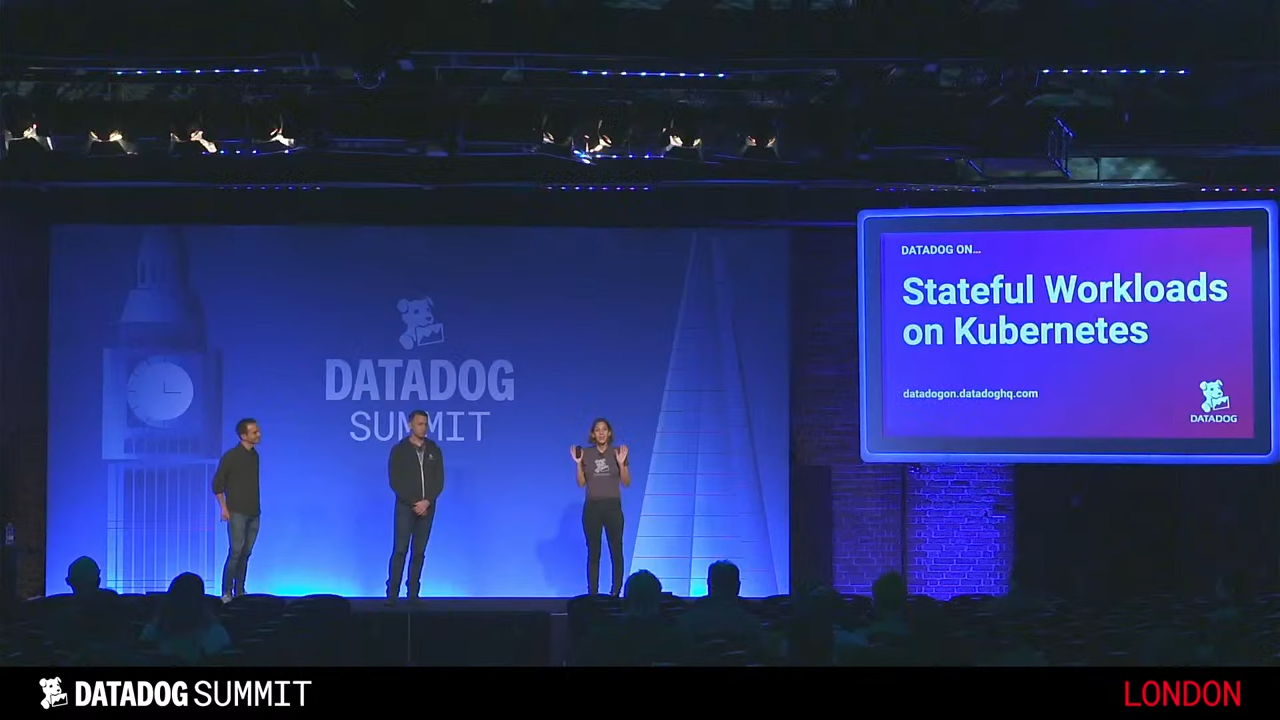 DATADOG ON...
Stateful Workloads
on Kubernetes
datadogon.datadoghq.com
DATADOG
DATADOG
SUMMIT
DATADOG SUMMIT
LONDON